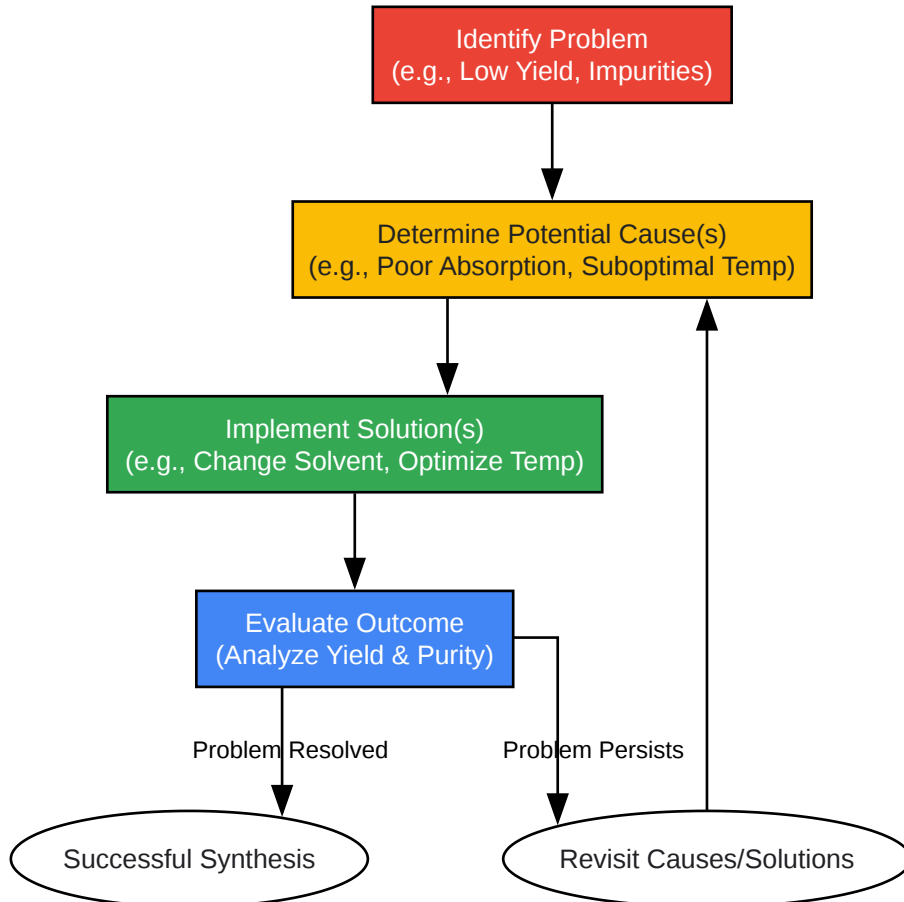 Identify Problem
(e.g., Low Yield, Impurities)
Determine Potential Cause(s)
(e.g., Poor Absorption, Suboptimal Temp)
Implement Solution(s)
(e.g., Change Solvent, Optimize Temp)
Evaluate Outcome
(Analyze Yield & Purity)
Problem Resolved
Problem Persists
Successful Synthesis
Revisit Causes/Solutions